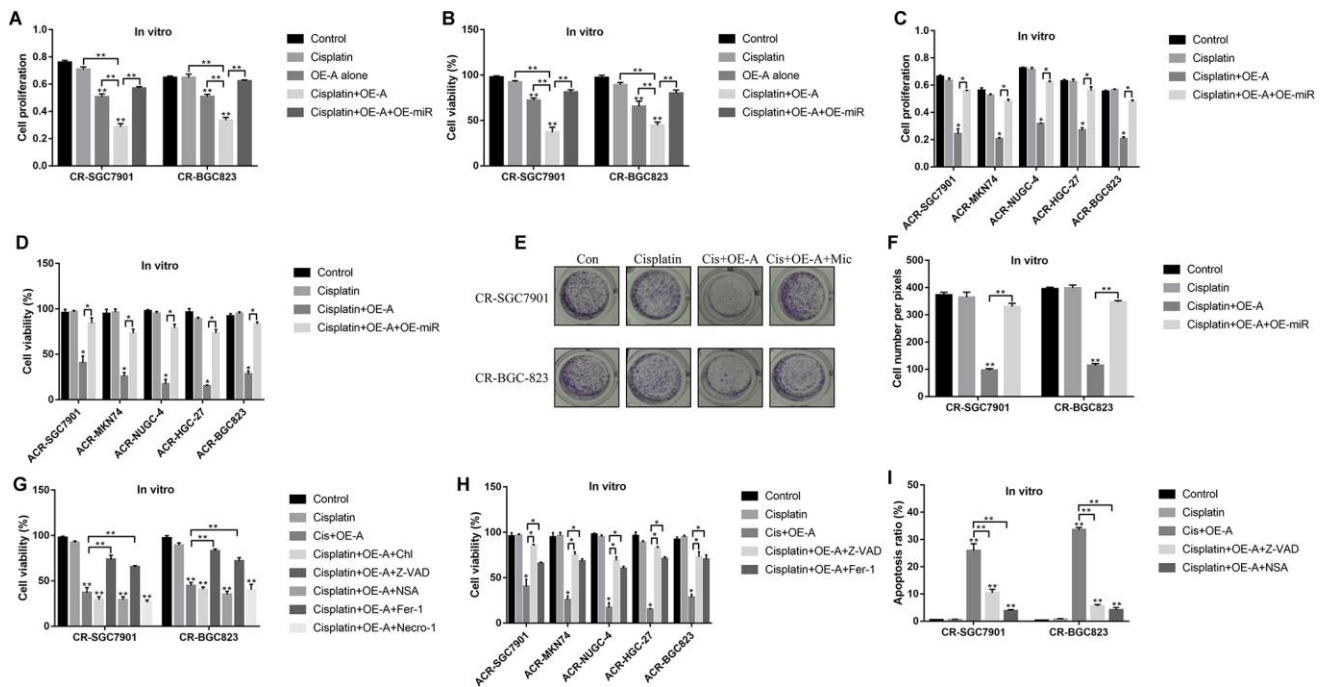 A
In vitro
Cell proliferation
1.0
0.8
0.6
0.4
0.2
0.0
** ** ** ** ** ** ** ** ** **
CR-SGC7901 CR-BGC823
Control
Cisplatin
OE-A alone
Cisplatin+OE-A
Cisplatin+OE-A+OE-miR
B
In vitro
Cell viability (%)
150
100
50
0
** ** ** ** ** ** ** ** ** **
CR-SGC7901 CR-BGC823
Control
Cisplatin
OE-A alone
Cisplatin+OE-A
Cisplatin+OE-A+OE-miR
C
In vitro
Cell proliferation
1.0
0.8
0.6
0.4
0.2
0.0
* * * * * * * * * *
ACR-SGC7901
ACR-MKN74
ACR-NUGC-4
ACR-HGC-27
ACR-BGC823
Control
Cisplatin
Cisplatin+OE-A
Cisplatin+OE-A+OE-miR
D
In vitro
Cell viability (%)
150
100
50
0
* * * * * * * * * *
ACR-SGC7901
ACR-MKN74
ACR-NUGC-4
ACR-HGC-27
ACR-BGC823
Control
Cisplatin
Cisplatin+OE-A
Cisplatin+OE-A+OE-miR
E
Con Cisplatin Cis+OE-A Cis+OE-A+Mic
CR-SGC7901
CR-BGC-823
F
In vitro
Cell number per pixels
500
400
300
200
100
0
** ** ** **
CR-SGC7901 CR-BGC823
Control
Cisplatin
Cisplatin+OE-A
Cisplatin+OE-A+OE-miR
G
In vitro
Cell viability (%)
150
100
50
0
** ** ** ** ** ** ** ** ** ** ** **
CR-SGC7901 CR-BGC823
Control
Cisplatin
Cis+OE-A
Cisplatin+OE-A+Chl
Cisplatin+OE-A+Z-VAD
Cisplatin+OE-A+NSA
Cisplatin+OE-A+Fer-1
Cisplatin+OE-A+Necro-1
H
In vitro
Cell viability (%)
150
100
50
0
* * * * * * * * * * * * * * *
ACR-SGC7901
ACR-MKN74
ACR-NUGC-4
ACR-HGC-27
ACR-BGC823
Control
Cisplatin
Cis+OE-A
Cisplatin+OE-A+Z-VAD
Cisplatin+OE-A+Fer-1
I
In vitro
Apoptosis ratio (%)
50
40
30
20
10
0
** ** ** ** ** ** ** ** ** **
CR-SGC7901 CR-BGC823
Control
Cisplatin
Cis+OE-A
Cisplatin+OE-A+Z-VAD
Cisplatin+OE-A+NSA